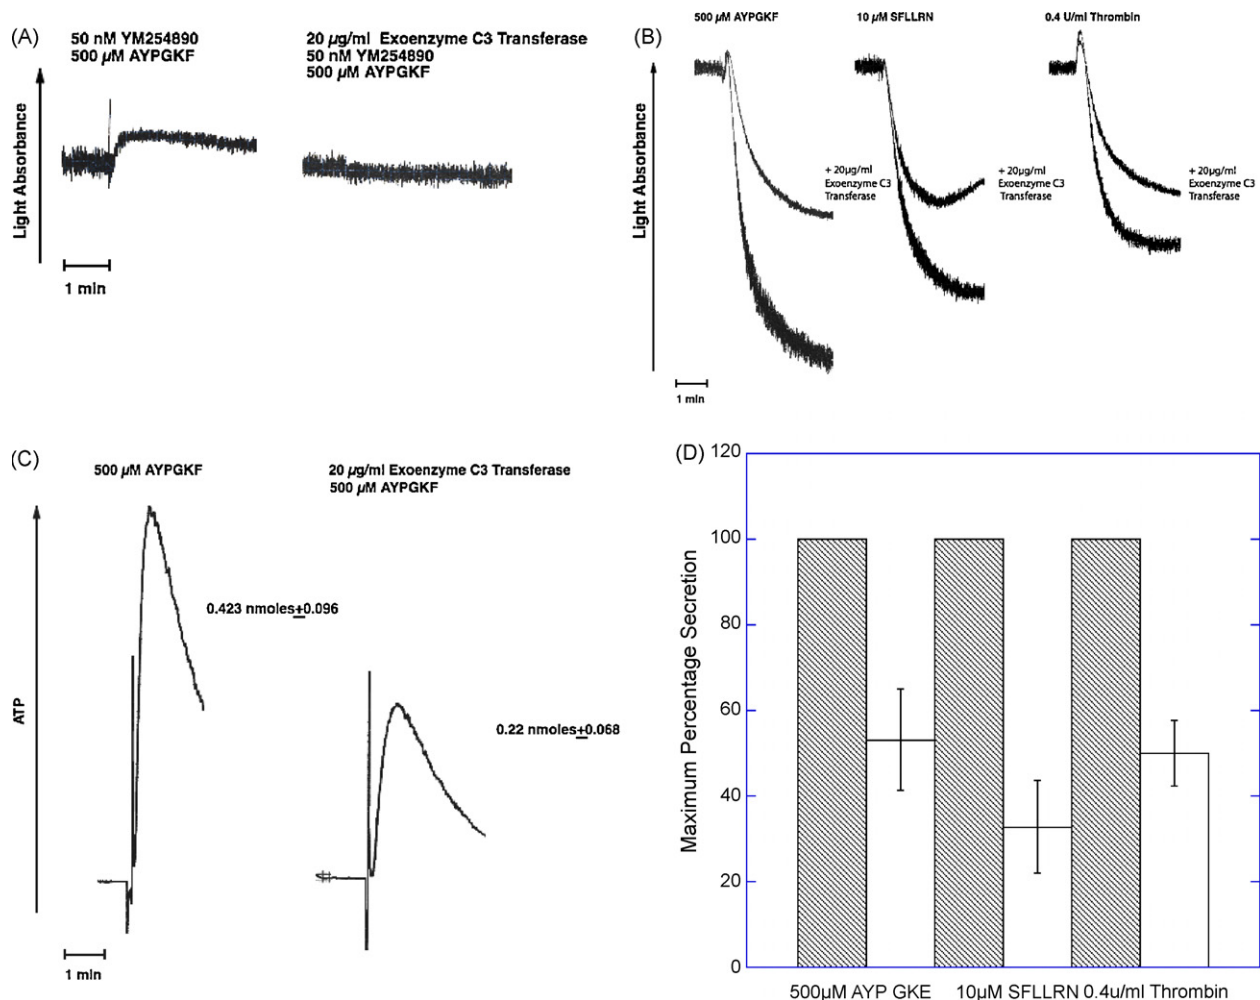 (A)
50 nM YM254890
500 µM AYPGKF
20 µg/ml Exoenzyme C3 Transferase
50 nM YM254890
500 µM AYPGKF
Light Absorbance
1 min
(B)
500 µM AYPGKF
10 µM SFLLRN
0.4 U/ml Thrombin
Light Absorbance
+ 20µg/ml
Exoenzyme C3
Transferase
+ 20µg/ml
Exoenzyme C3
Transferase
+ 20µg/ml
Exoenzyme C3
Transferase
1 min
(C)
500 µM AYPGKF
20 µg/ml Exoenzyme C3 Transferase
500 µM AYPGKF
ATP
0.423 nmoles±0.096
0.22 nmoles±0.068
1 min
(D)
Maximum Percentage Secretion
120
100
80
60
40
20
0
500µM AYP GKE
10µM SFLLRN
0.4u/ml Thrombin